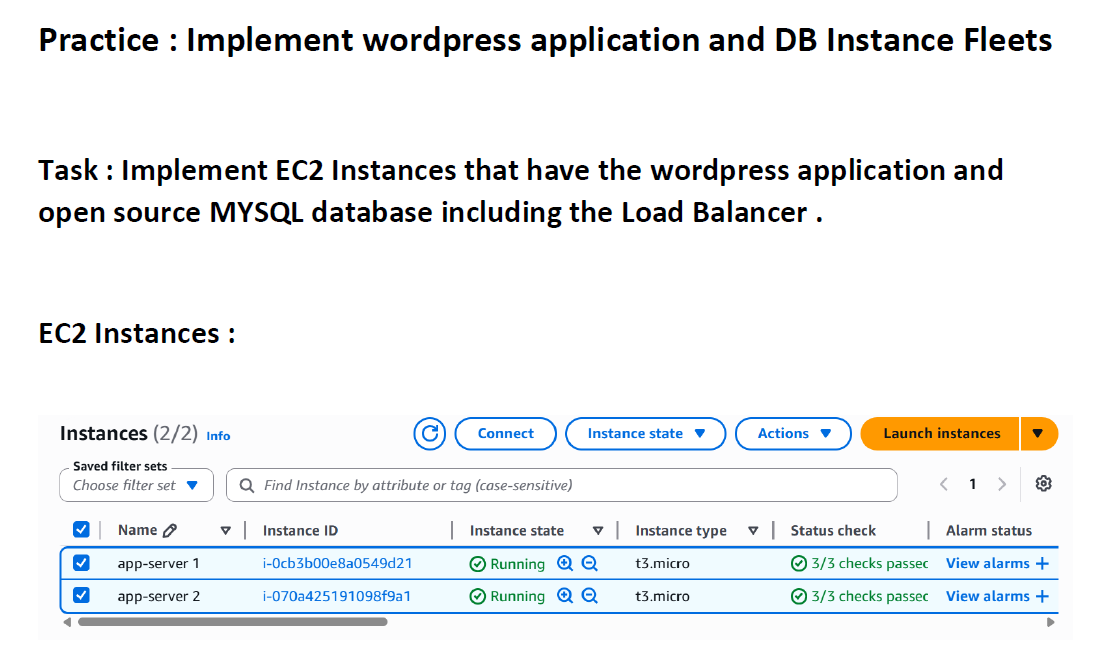 Practice : Implement wordpress application and DB Instance Fleets
Task : Implement EC2 Instances that have the wordpress application and
open source MYSQL database including the Load Balancer .
EC2 Instances :
Instances (2/2) Info Connect Instance state Actions Launch instances
Saved filter sets
Choose filter set Find Instance by attribute or tag (case-sensitive) 1
Name Instance ID Instance state Instance type Status check Alarm status
app-server 1 i-0cb3b00e8a0549d21 Running t3.micro 3/3 checks passec View alarms +
app-server 2 i-070a425191098f9a1 Running t3.micro 3/3 checks passec View alarms +